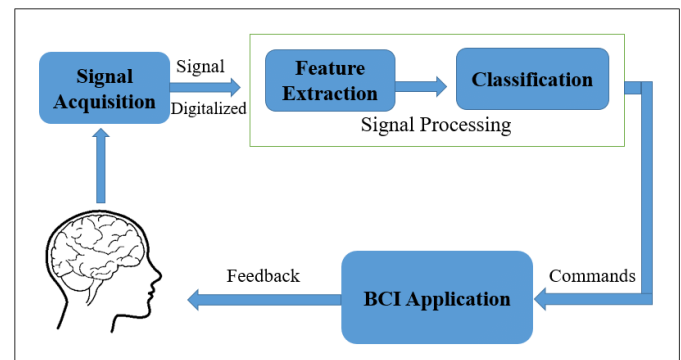 Signal
Acquisition
Signal
Digitalized
Feature
Extraction
Classification
Signal Processing
Feedback
BCI Application
Commands